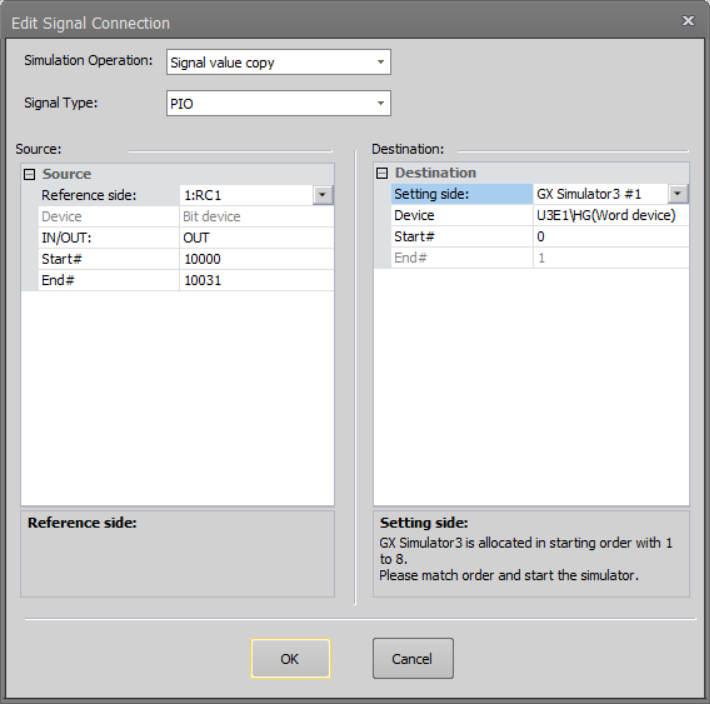 Edit Signal Connection
Simulation Operation: Signal value copy
Signal Type: PIO
Source:
Source
Reference side: 1:RC1
Device Bit device
IN/OUT: OUT
Start# 10000
End# 10031
Reference side:
Destination:
Destination
Setting side: GX Simulator3 #1
Device U3E1\HG(Word device)
Start# 0
End# 1
Setting side:
GX Simulator3 is allocated in starting order with 1
to 8.
Please match order and start the simulator.
OK Cancel